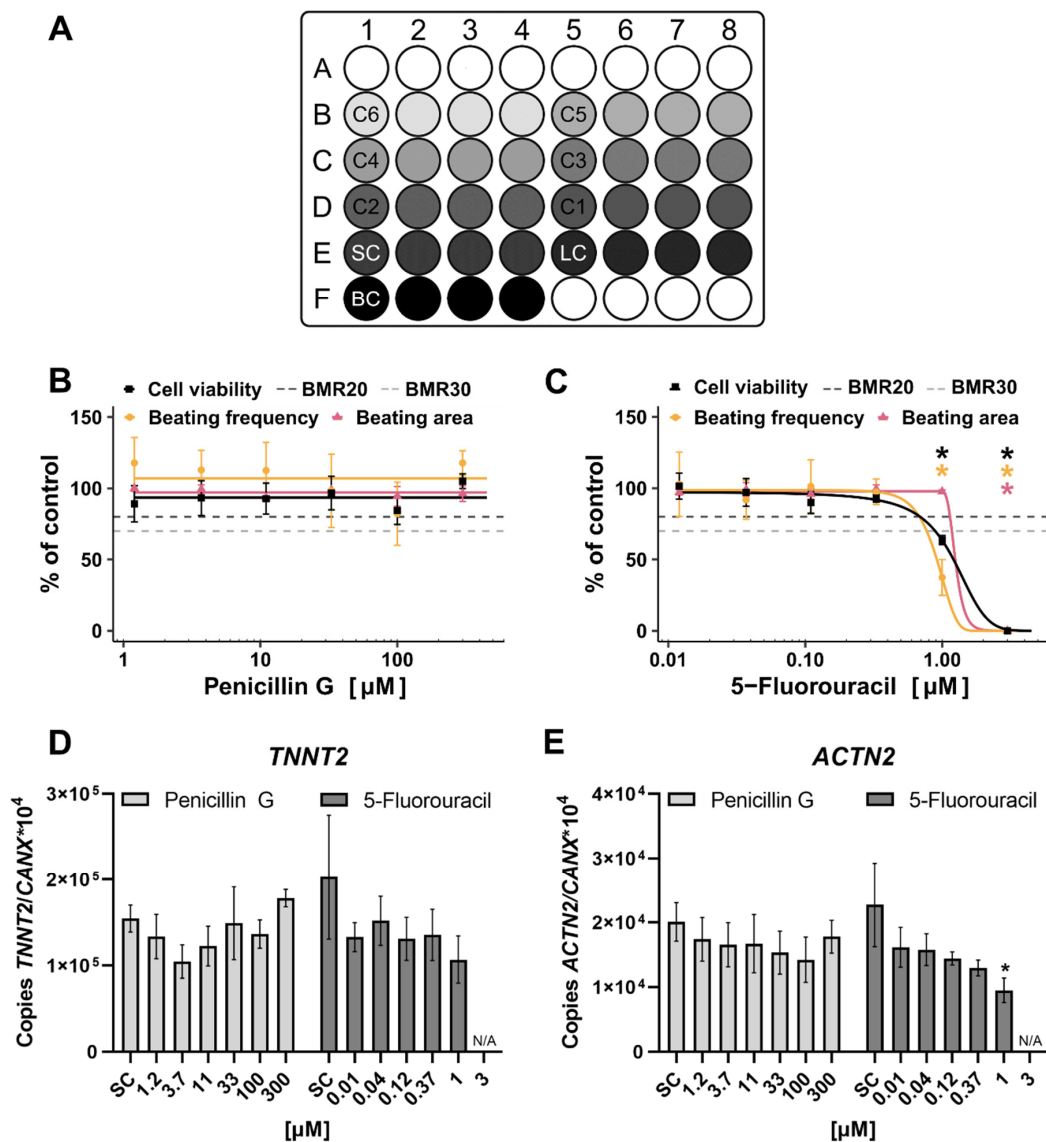 A
1 2 3 4 5 6 7 8
A
B C6 C5
C C4 C3
D C2 C1
E SC LC
F BC
B
Cell viability BMR20 BMR30
Beating frequency Beating area
% of control
150
100
50
0
1 10 100
Penicillin G [µM]
C
Cell viability BMR20 BMR30
Beating frequency Beating area
% of control
150
* *
* *
100
*
50
0
0.01 0.10 1.00
5−Fluorouracil [µM]
D
TNNT2
Copies TNNT2/CANX*10⁴
3×10⁵
Penicillin G 5-Fluorouracil
2×10⁵
1×10⁵
N/A
0
SC 1.2 3.7 11 33 100 300 SC 0.01 0.04 0.12 0.37 1 3
[µM]
E
ACTN2
Copies ACTN2/CANX*10⁴
4×10⁴
Penicillin G 5-Fluorouracil
3×10⁴
2×10⁴
1×10⁴
*
N/A
0
SC 1.2 3.7 11 33 100 300 SC 0.01 0.04 0.12 0.37 1 3
[µM]